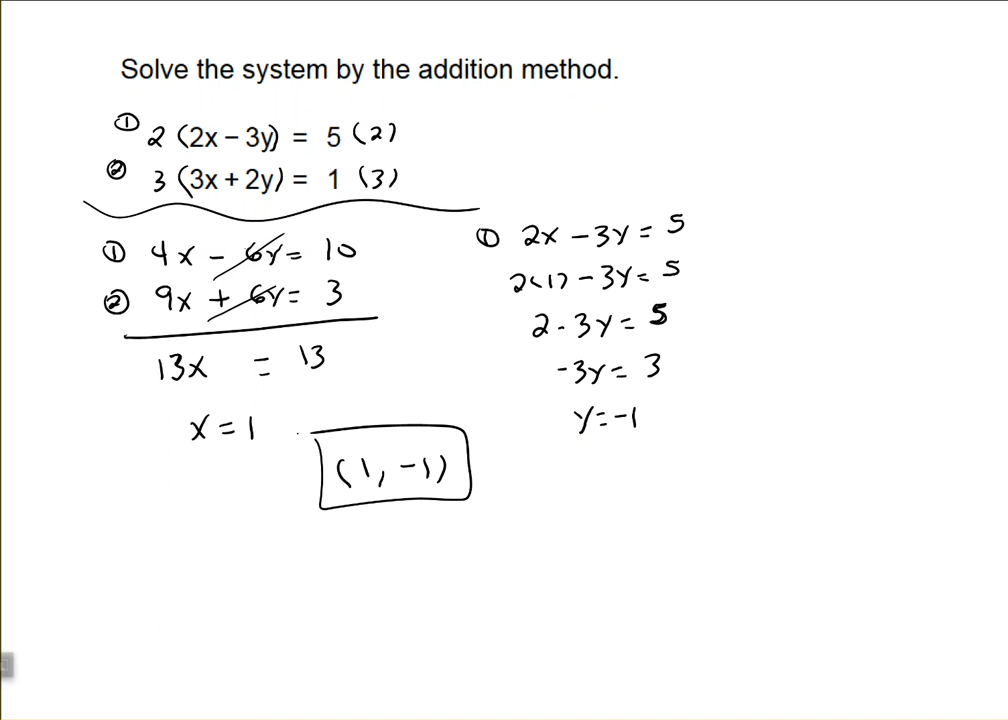 Solve the system by the addition method.
① 2 (2x – 3y) = 5 (2)
② 3 (3x + 2y) = 1 (3)
① 4x - 6y = 10
② 9x + 6y = 3
13x = 13
x = 1
(1, -1)
① 2x - 3y = 5
2(1) - 3y = 5
2 - 3y = 5
-3y = 3
y = -1